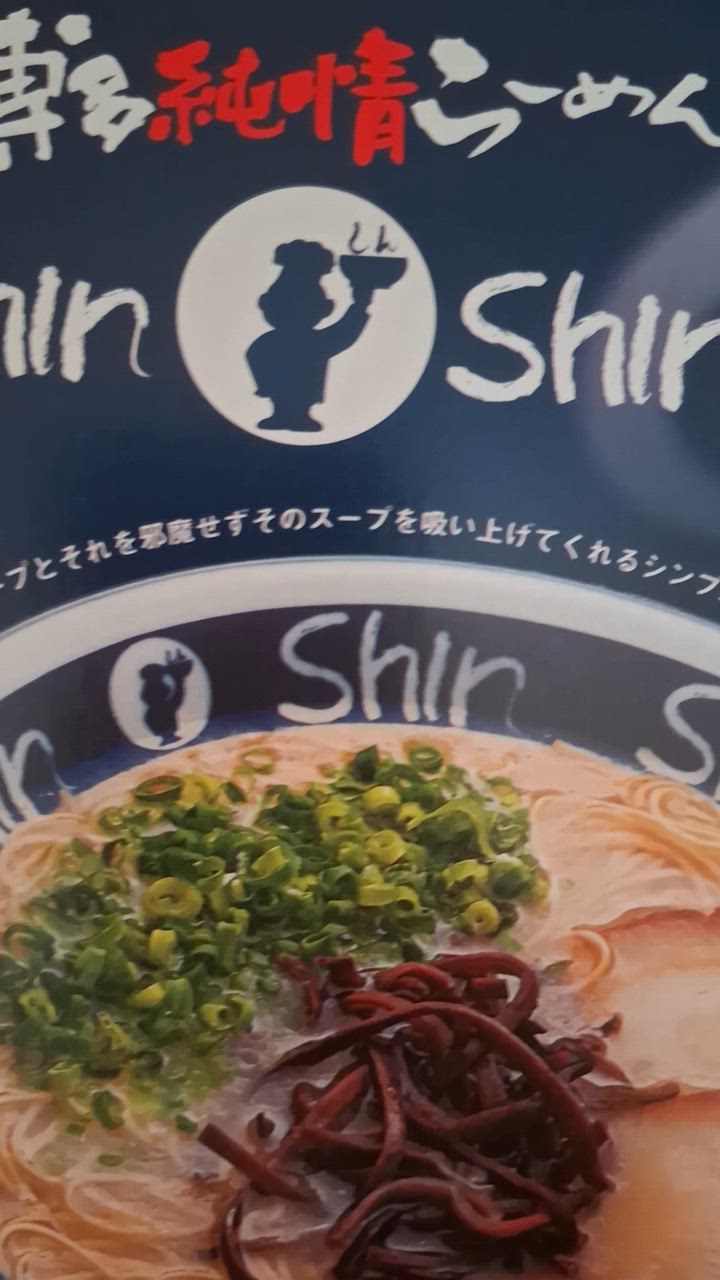 博多純情らーめん
しん
hin Shin
ープとそれを邪魔せずそのスープを吸い上げてくれるシンプ
Shin
in S